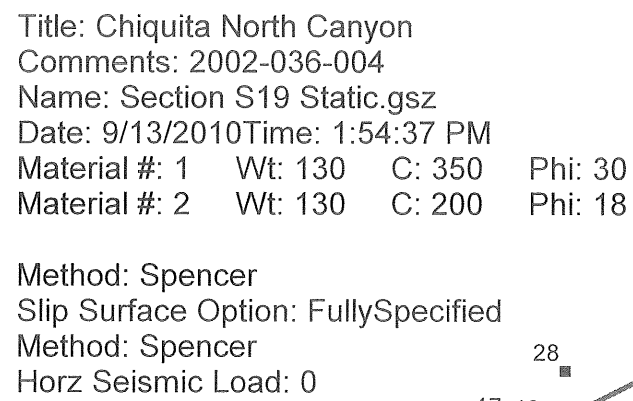 Title: Chiquita North Canyon
Comments: 2002-036-004
Name: Section S19 Static.gsz
Date: 9/13/2010Time: 1:54:37 PM
Material #: 1 Wt: 130 C: 350 Phi: 30
Material #: 2 Wt: 130 C: 200 Phi: 18
Method: Spencer
Slip Surface Option: FullySpecified
Method: Spencer
28
Horz Seismic Load: 0